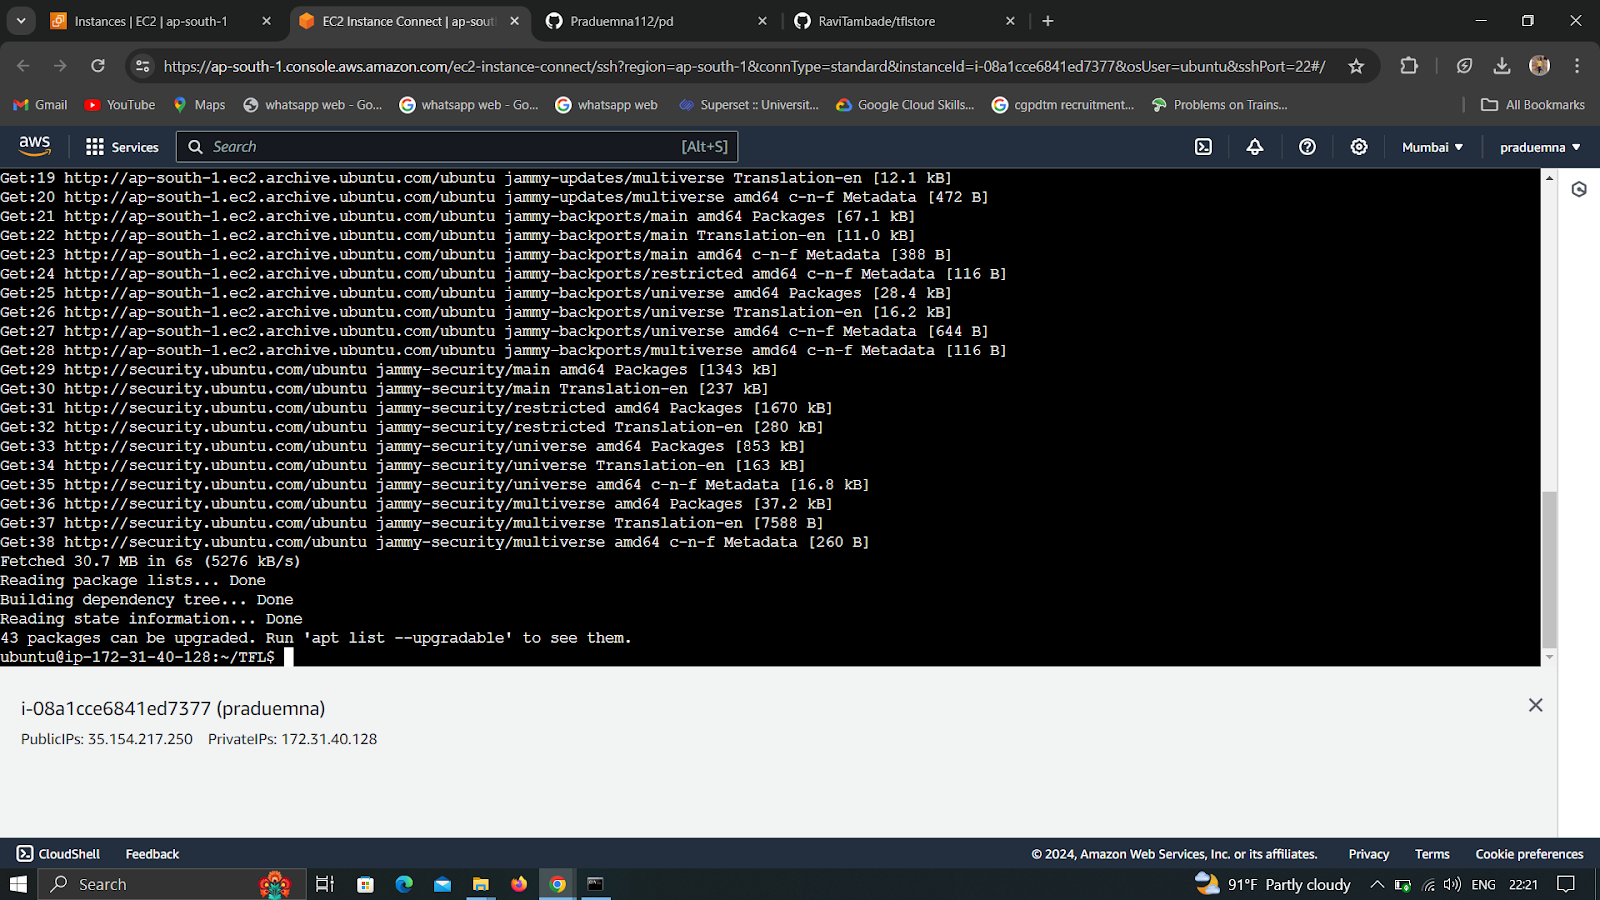 Instances | EC2 | ap-south-1
EC2 Instance Connect | ap-sout
Praduemna112/pd
RaviTambade/tflstore
https://ap-south-1.console.aws.amazon.com/ec2-instance-connect/ssh?region=ap-south-1&connType=standard&instanceId=i-08a1cce6841ed7377&osUser=ubuntu&sshPort=22#/
Gmail
YouTube
Maps
whatsapp web - Go...
whatsapp web - Go...
whatsapp web
Superset :: Universit...
Google Cloud Skills...
cgpdtm recruitment...
Problems on Trains...
All Bookmarks
aws
Services
Search
[Alt+S]
Mumbai
praduemna
Get:19 http://ap-south-1.ec2.archive.ubuntu.com/ubuntu jammy-updates/multiverse Translation-en [12.1 kB]
Get:20 http://ap-south-1.ec2.archive.ubuntu.com/ubuntu jammy-updates/multiverse amd64 c-n-f Metadata [472 B]
Get:21 http://ap-south-1.ec2.archive.ubuntu.com/ubuntu jammy-backports/main amd64 Packages [67.1 kB]
Get:22 http://ap-south-1.ec2.archive.ubuntu.com/ubuntu jammy-backports/main Translation-en [11.0 kB]
Get:23 http://ap-south-1.ec2.archive.ubuntu.com/ubuntu jammy-backports/main amd64 c-n-f Metadata [388 B]
Get:24 http://ap-south-1.ec2.archive.ubuntu.com/ubuntu jammy-backports/restricted amd64 c-n-f Metadata [116 B]
Get:25 http://ap-south-1.ec2.archive.ubuntu.com/ubuntu jammy-backports/universe amd64 Packages [28.4 kB]
Get:26 http://ap-south-1.ec2.archive.ubuntu.com/ubuntu jammy-backports/universe Translation-en [16.2 kB]
Get:27 http://ap-south-1.ec2.archive.ubuntu.com/ubuntu jammy-backports/universe amd64 c-n-f Metadata [644 B]
Get:28 http://ap-south-1.ec2.archive.ubuntu.com/ubuntu jammy-backports/multiverse amd64 c-n-f Metadata [116 B]
Get:29 http://security.ubuntu.com/ubuntu jammy-security/main amd64 Packages [1343 kB]
Get:30 http://security.ubuntu.com/ubuntu jammy-security/main Translation-en [237 kB]
Get:31 http://security.ubuntu.com/ubuntu jammy-security/restricted amd64 Packages [1670 kB]
Get:32 http://security.ubuntu.com/ubuntu jammy-security/restricted Translation-en [280 kB]
Get:33 http://security.ubuntu.com/ubuntu jammy-security/universe amd64 Packages [853 kB]
Get:34 http://security.ubuntu.com/ubuntu jammy-security/universe Translation-en [163 kB]
Get:35 http://security.ubuntu.com/ubuntu jammy-security/universe amd64 c-n-f Metadata [16.8 kB]
Get:36 http://security.ubuntu.com/ubuntu jammy-security/multiverse amd64 Packages [37.2 kB]
Get:37 http://security.ubuntu.com/ubuntu jammy-security/multiverse Translation-en [7588 B]
Get:38 http://security.ubuntu.com/ubuntu jammy-security/multiverse amd64 c-n-f Metadata [260 B]
Fetched 30.7 MB in 6s (5276 kB/s)
Reading package lists... Done
Building dependency tree... Done
Reading state information... Done
43 packages can be upgraded. Run 'apt list --upgradable' to see them.
ubuntu@ip-172-31-40-128:~/TFL$
i-08a1cce6841ed7377 (praduemna)
PublicIPs: 35.154.217.250 PrivateIPs: 172.31.40.128
CloudShell
Feedback
© 2024, Amazon Web Services, Inc. or its affiliates.
Privacy
Terms
Cookie preferences
Search
91°F Partly cloudy
ENG
22:21